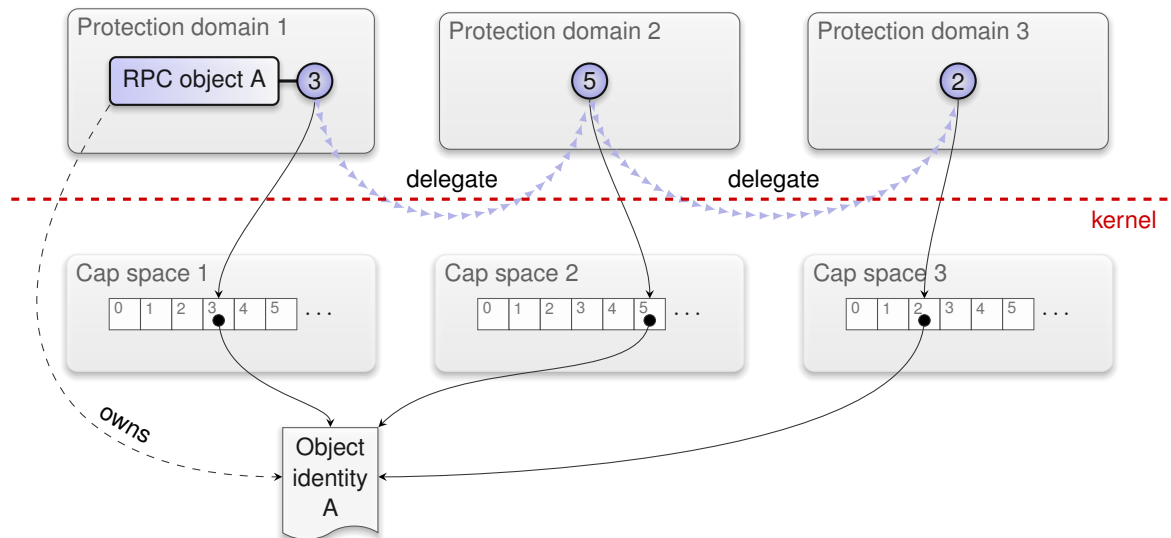 Protection domain 1
Protection domain 2
Protection domain 3
RPC object A
3
5
2
delegate
delegate
kernel
Cap space 1
Cap space 2
Cap space 3
0 1 2 3 4 5 ...
0 1 2 3 4 5 ...
0 1 2 3 4 5 ...
owns
Object
identity
A